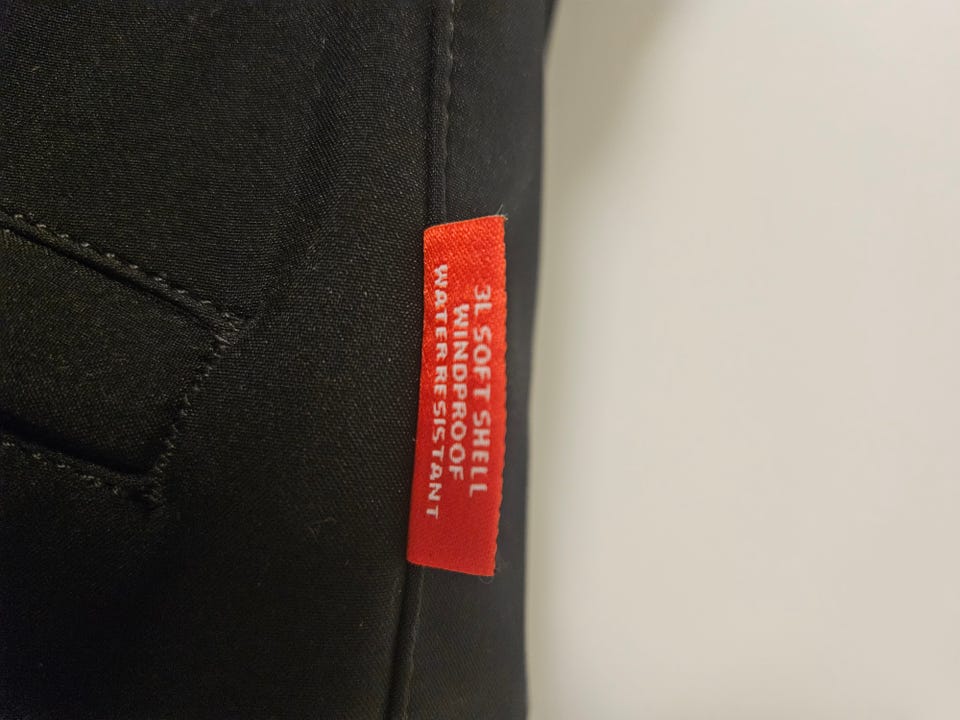 3L SOFT SHELL
WINDPROOF
WATER RESISTANT